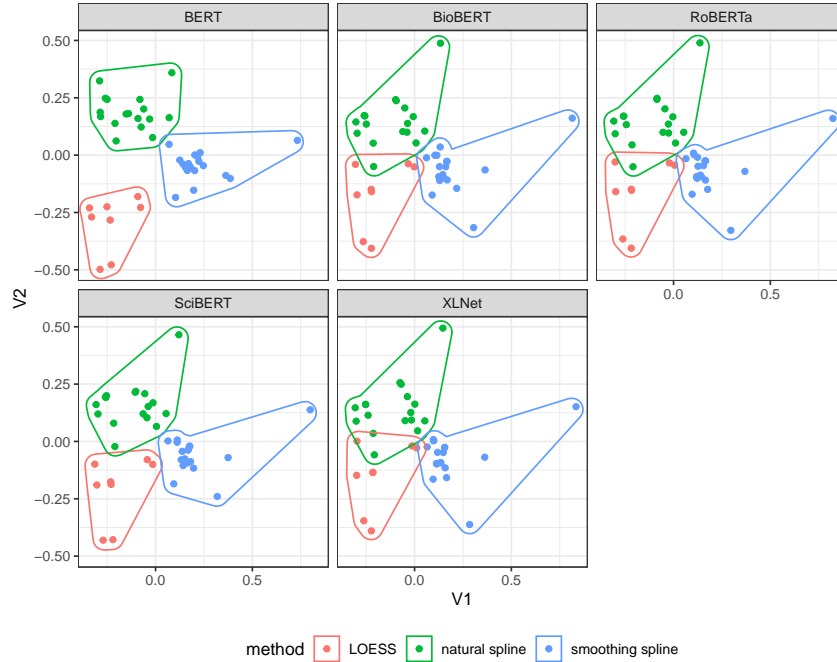 BERT BioBERT RoBERTa
0.50
0.25
0.00
−0.25
−0.50
0.0 0.5
SciBERT XLNet
0.50
0.25
0.00
−0.25
−0.50
0.0 0.5 0.0 0.5
V2
V1
method LOESS natural spline smoothing spline